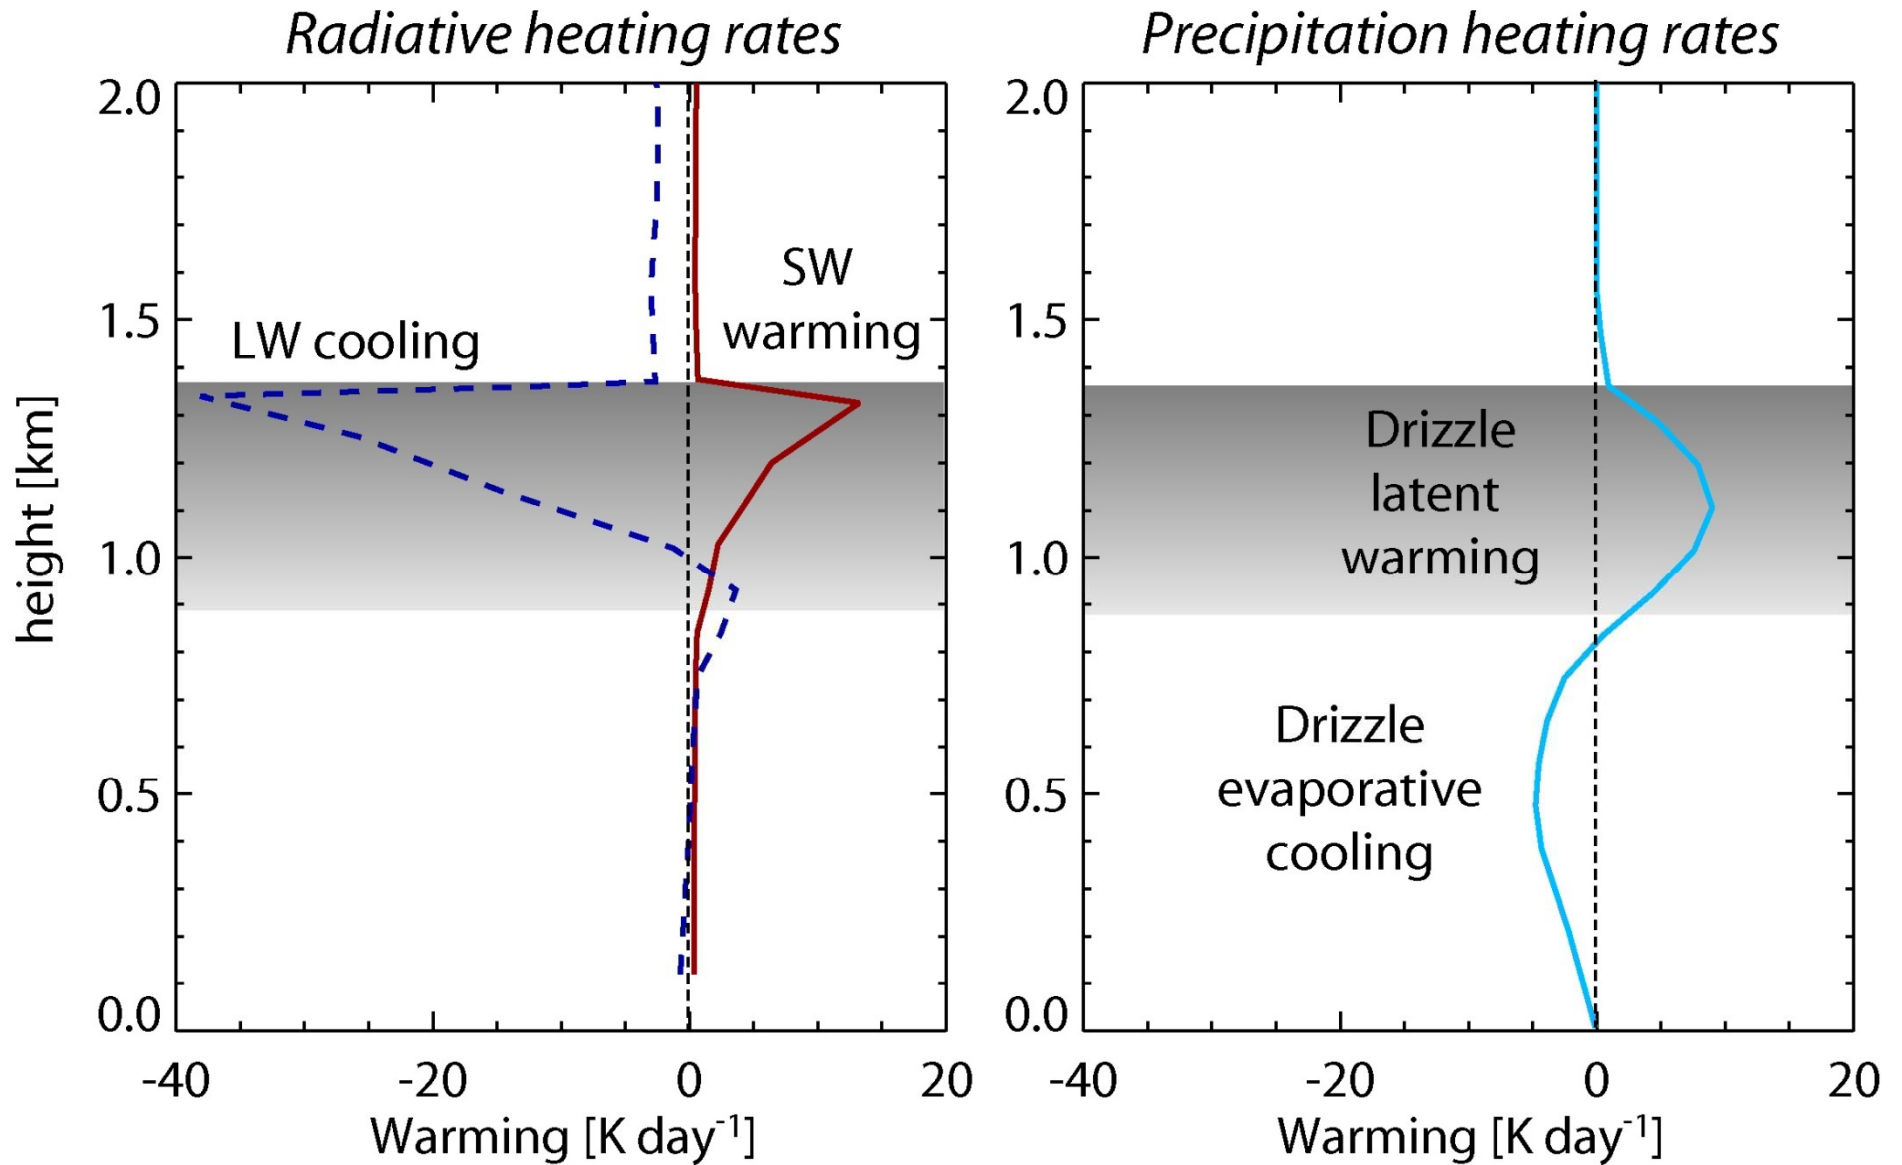 Radiative heating rates
2.0
1.5
1.0
0.5
0.0
-40
-20
0
20
height [km]
Warming [K day-1]
LW cooling
SW
warming
Precipitation heating rates
2.0
1.5
1.0
0.5
0.0
-40
-20
0
20
Warming [K day-1]
Drizzle
latent
warming
Drizzle
evaporative
cooling